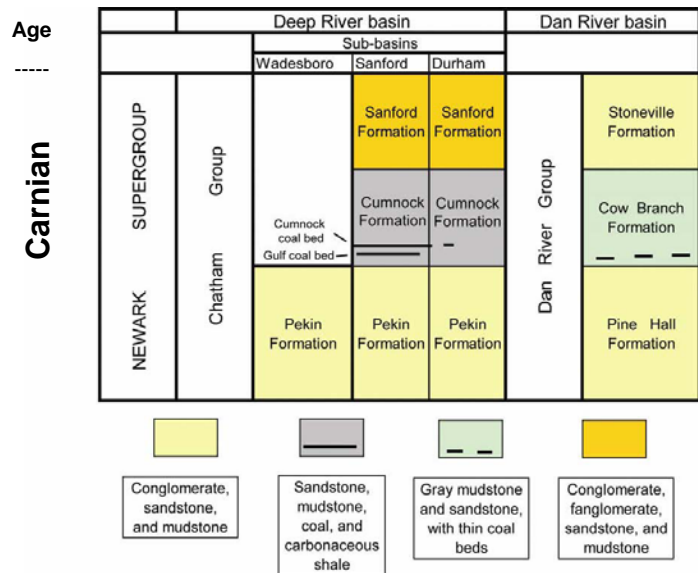 Age
-----
Carnian
Deep River basin
Dan River basin
Sub-basins
Wadesboro
Sanford
Durham
NEWARK SUPERGROUP
Chatham Group
Sanford
Formation
Sanford
Formation
Cumnock
Formation
Cumnock
Formation
Cumnock
coal bed
Gulf coal bed
Pekin
Formation
Pekin
Formation
Pekin
Formation
Dan River Group
Stoneville
Formation
Cow Branch
Formation
Pine Hall
Formation
Conglomerate,
sandstone,
and mudstone
Sandstone,
mudstone,
coal, and
carbonaceous
shale
Gray mudstone
and sandstone,
with thin coal
beds
Conglomerate,
fanglomerate,
sandstone, and
mudstone